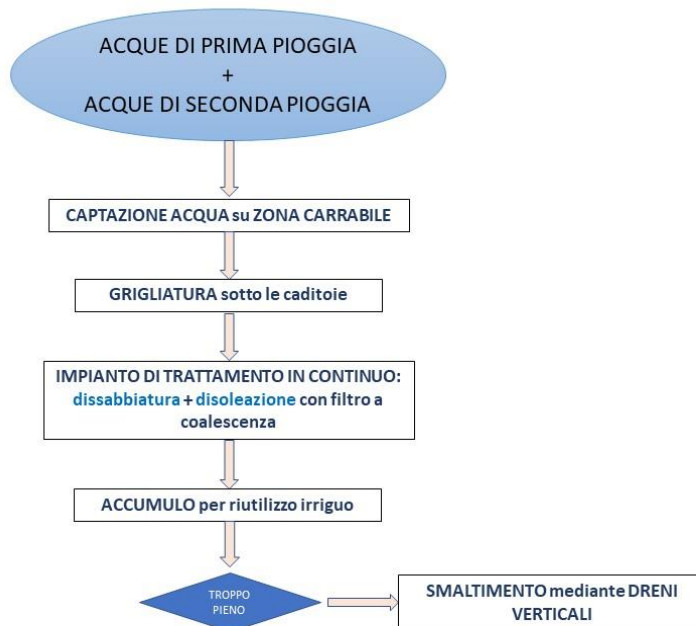 ACQUE DI PRIMA PIOGGIA
+
ACQUE DI SECONDA PIOGGIA
CAPTAZIONE ACQUA su ZONA CARRABILE
GRIGLIATURA sotto le caditoie
IMPIANTO DI TRATTAMENTO IN CONTINUO:
dissabbiatura + disoleazione con filtro a
coalescenza
ACCUMULO per riutilizzo irriguo
TROPPO
PIENO
SMALTIMENTO mediante DRENI
VERTICALI